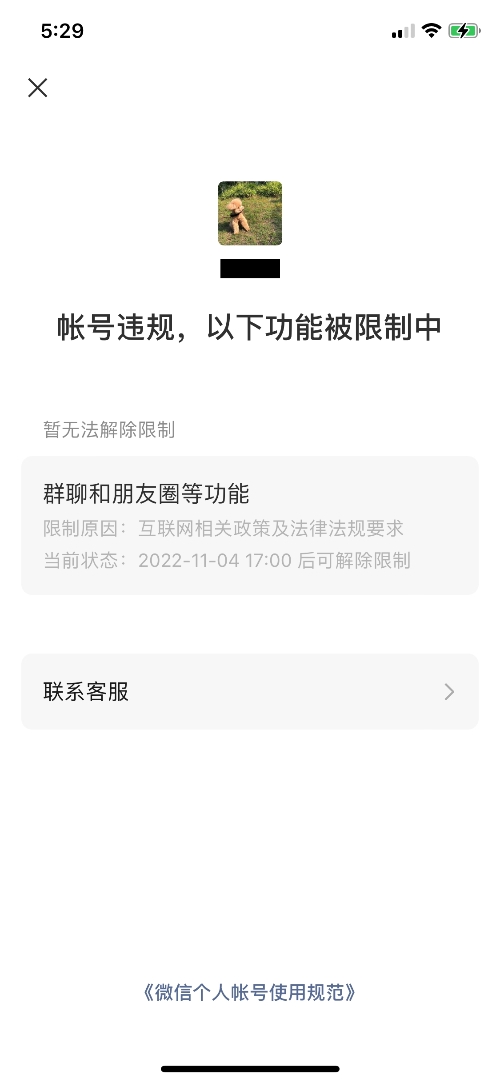 5:29
帐号违规，以下功能被限制中
暂无法解除限制
群聊和朋友圈等功能
限制原因：互联网相关政策及法律法规要求
当前状态：2022-11-04 17:00 后可解除限制
联系客服
《微信个人帐号使用规范》